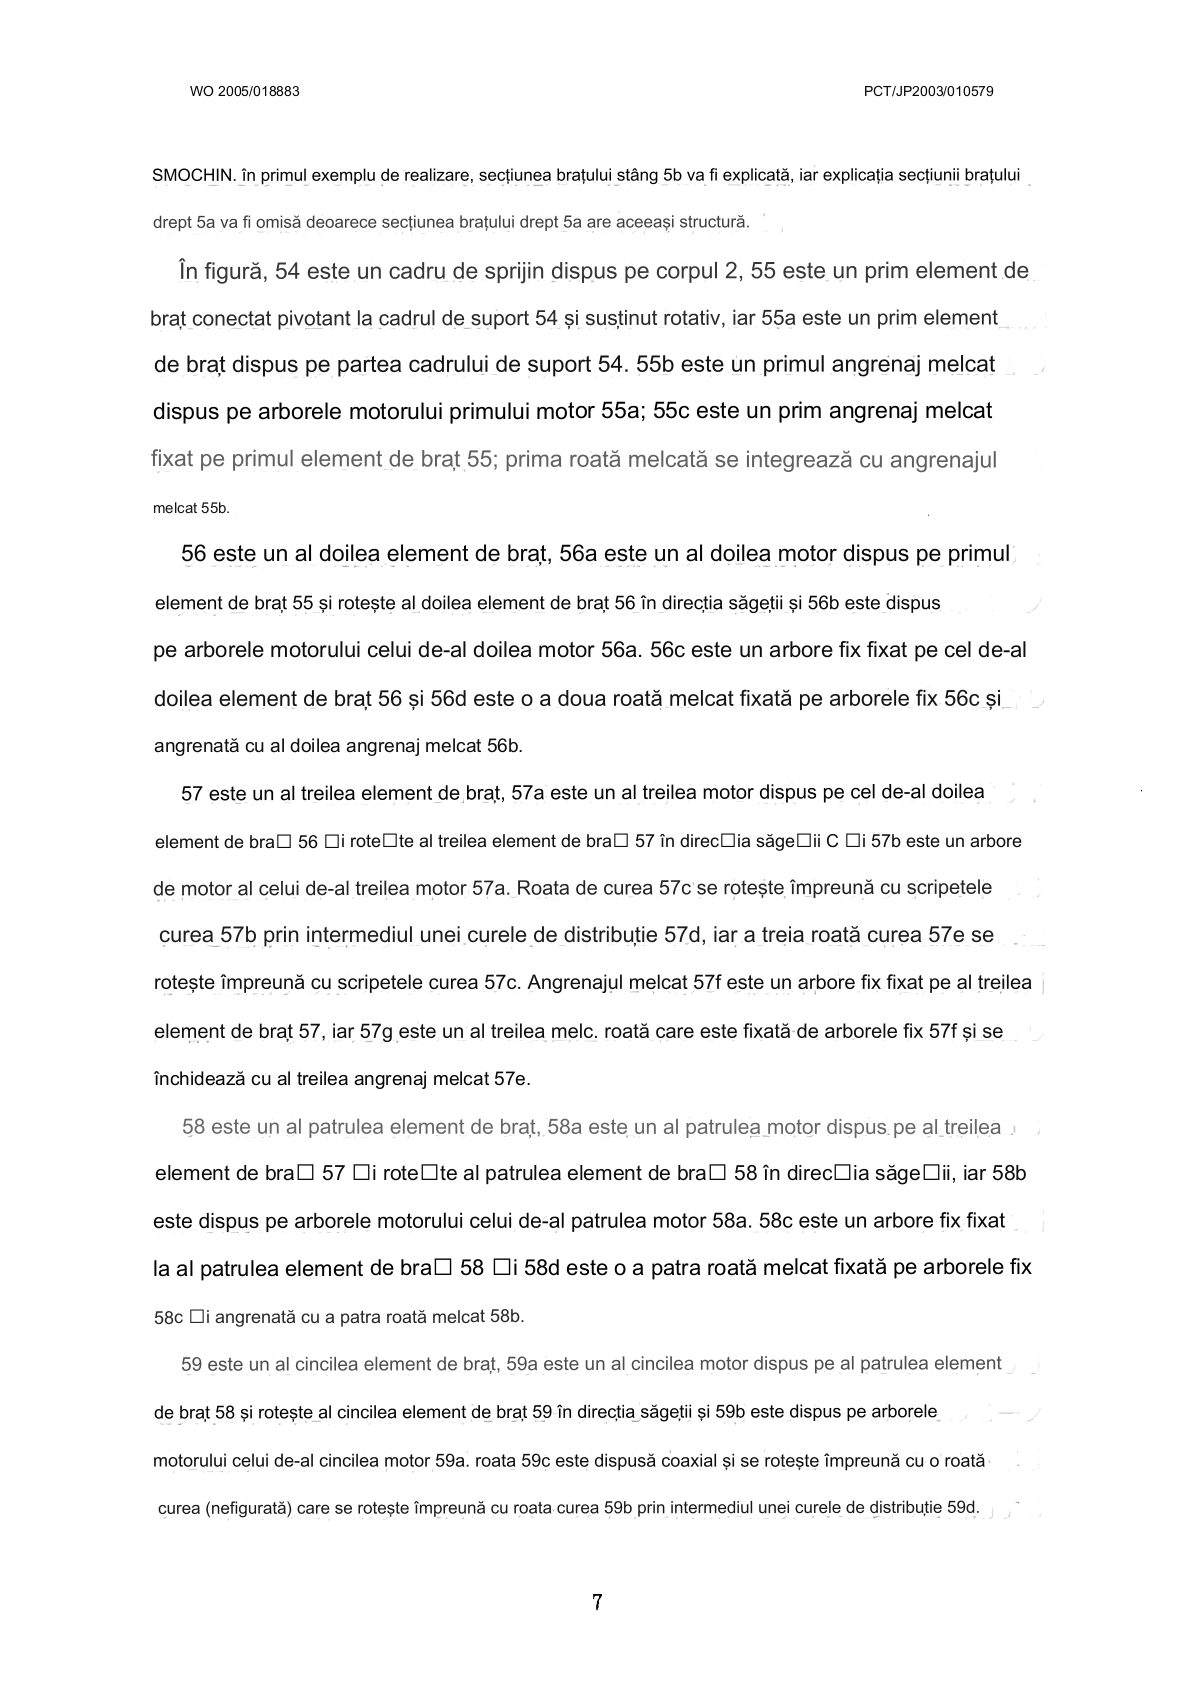 WO 2005/018883 PCT/JP2003/010579
SMOCHIN. în primul exemplu de realizare, secțiunea brațului stâng 5b va fi explicată, iar explicația secțiunii brațului
drept 5a va fi omisă deoarece secțiunea brațului drept 5a are aceeași structură.
În figură, 54 este un cadru de sprijin dispus pe corpul 2, 55 este un prim element de
braț conectat pivotant la cadrul de suport 54 și susținut rotativ, iar 55a este un prim element
de braț dispus pe partea cadrului de suport 54. 55b este un primul angrenaj melcat
dispus pe arborele motorului primului motor 55a; 55c este un prim angrenaj melcat
fixat pe primul element de braț 55; prima roată melcată se integrează cu angrenajul
melcat 55b.
56 este un al doilea element de braț, 56a este un al doilea motor dispus pe primul
element de braț 55 și rotește al doilea element de braț 56 în direcția săgeții și 56b este dispus
pe arborele motorului celui de-al doilea motor 56a. 56c este un arbore fix fixat pe cel de-al
doilea element de braț 56 și 56d este o a doua roată melcat fixată pe arborele fix 56c și
angrenată cu al doilea angrenaj melcat 56b.
57 este un al treilea element de braț, 57a este un al treilea motor dispus pe cel de-al doilea
element de bra□ 56 □i rote□te al treilea element de bra□ 57 în direc□ia săge□ii C □i 57b este un arbore
de motor al celui de-al treilea motor 57a. Roata de curea 57c se rotește împreună cu scripetele
curea 57b prin intermediul unei curele de distribuție 57d, iar a treia roată curea 57e se
rotește împreună cu scripetele curea 57c. Angrenajul melcat 57f este un arbore fix fixat pe al treilea
element de braț 57, iar 57g este un al treilea melc. roată care este fixată de arborele fix 57f și se
închidează cu al treilea angrenaj melcat 57e.
58 este un al patrulea element de braț, 58a este un al patrulea motor dispus pe al treilea
element de bra□ 57 □i rote□te al patrulea element de bra□ 58 în direc□ia săge□ii, iar 58b
este dispus pe arborele motorului celui de-al patrulea motor 58a. 58c este un arbore fix fixat
la al patrulea element de bra□ 58 □i 58d este o a patra roată melcat fixată pe arborele fix
58c □i angrenată cu a patra roată melcat 58b.
59 este un al cincilea element de braț, 59a este un al cincilea motor dispus pe al patrulea element
de braț 58 și rotește al cincilea element de braț 59 în direcția săgeții și 59b este dispus pe arborele
motorului celui de-al cincilea motor 59a. roata 59c este dispusă coaxial și se rotește împreună cu o roată
curea (nefigurată) care se rotește împreună cu roata curea 59b prin intermediul unei curele de distribuție 59d.
7